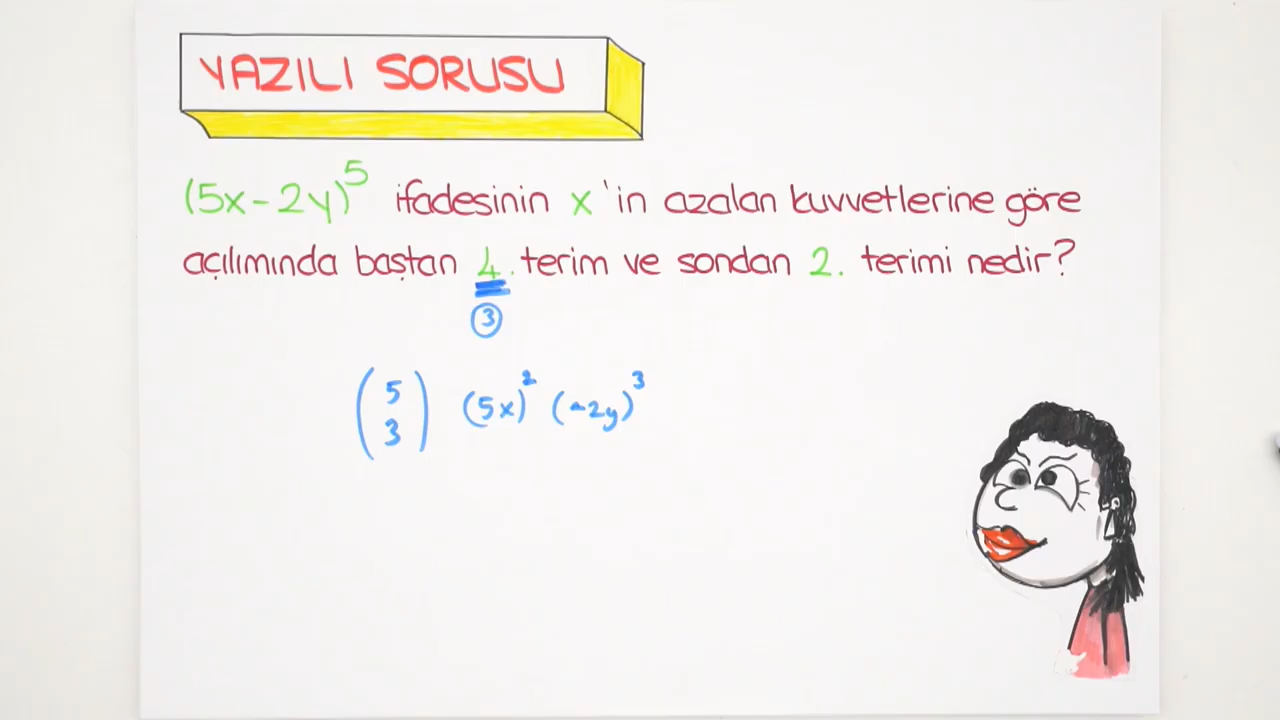 YAZILI SORUSU
(5x-2y)⁵ ifadesinin x'in azalan kuvvetlerine göre
açılımında baştan 4. terim ve sondan 2. terimi nedir?
3
(5 3) (5x)² (-2y)³